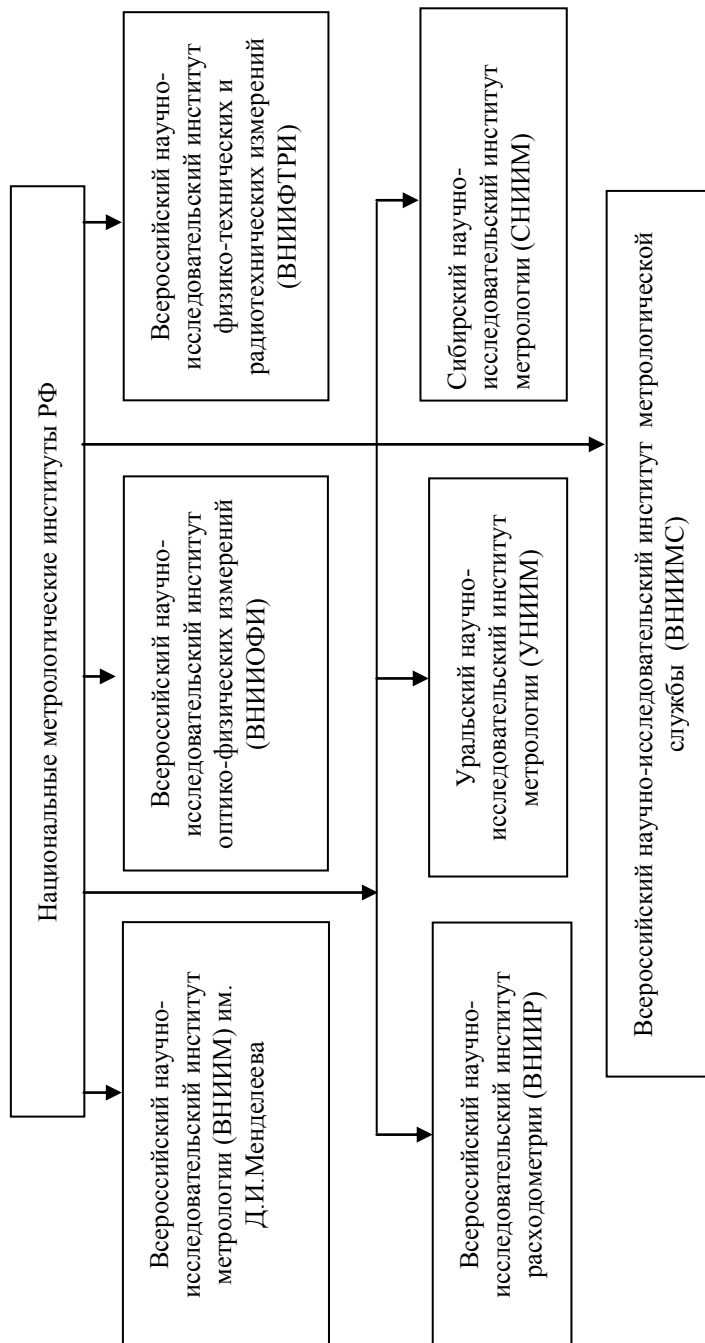 Национальные метрологические институты РФ
Всероссийский научно-
исследовательский институт
метрологии (ВНИИМ) им.
Д.И.Менделеева
Всероссийский научно-
исследовательский институт
оптико-физических измерений
(ВНИИОФИ)
Всероссийский научно-
исследовательский институт
физико-технических и
радиотехнических измерений
(ВНИИФТРИ)
Всероссийский научно-
исследовательский институт
расходометрии (ВНИИР)
Уральский научно-
исследовательский институт
метрологии (УНИИМ)
Сибирский научно-
исследовательский институт
метрологии (СНИИМ)
Всероссийский научно-исследовательский институт метрологической
службы (ВНИИМС)